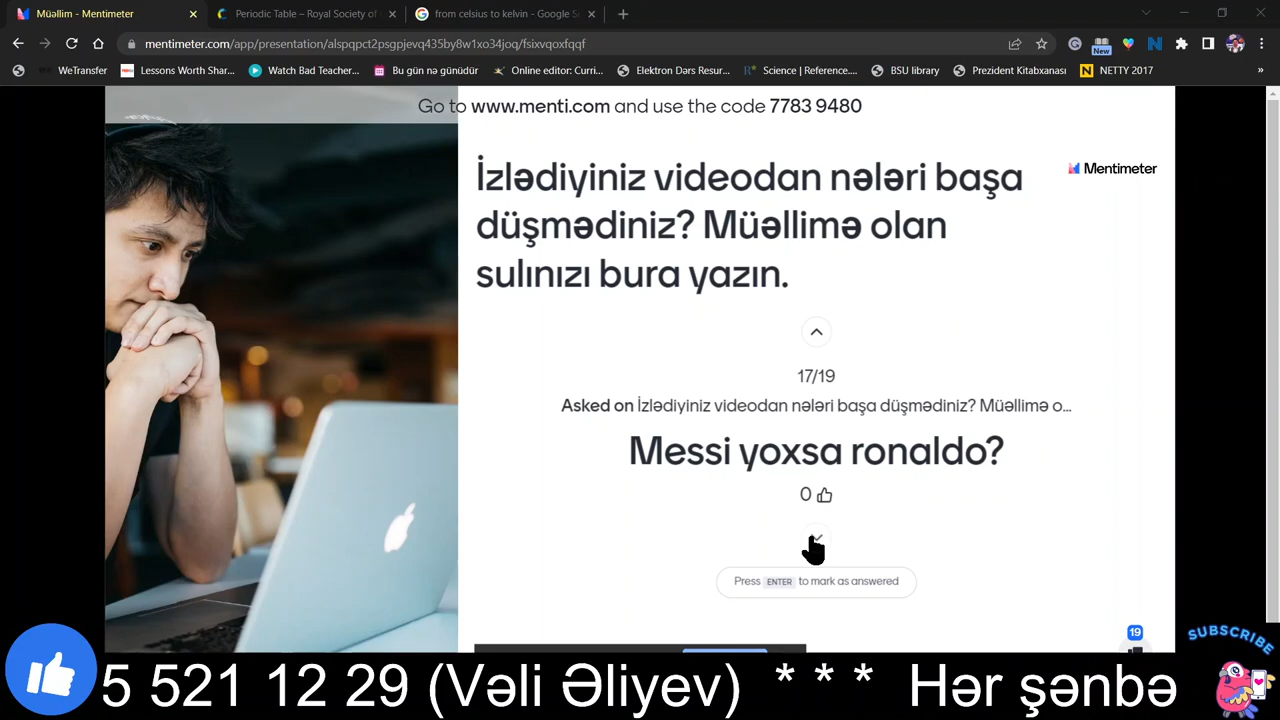 Müəllim - Mentimeter
Periodic Table – Royal Society of
from celsius to kelvin - Google S
mentimeter.com/app/presentation/alspqpct2psgpjevq435by8w1xo34joq/fsixvqoxfqqf
New
WeTransfer
Lessons Worth Shar...
Watch Bad Teacher...
Bu gün nə günüdür
Online editor: Curri...
Elektron Dars Resur...
Science | Reference....
BSU library
Prezident Kitabxanası
NETTY 2017
Go to www.menti.com and use the code 7783 9480
Mentimeter
İzlədiyiniz videodan nələri başa
düşmədiniz? Müəllimə olan
sulınızı bura yazın.
17/19
Asked on İzlədiyiniz videodan nələri başa düşmədiniz? Müəllimə o...
Messi yoxsa ronaldo?
0
Press ENTER to mark as answered
19
SUBSCRIBE
5 521 12 29 (Vəli Əliyev) * * * Hər şənbə